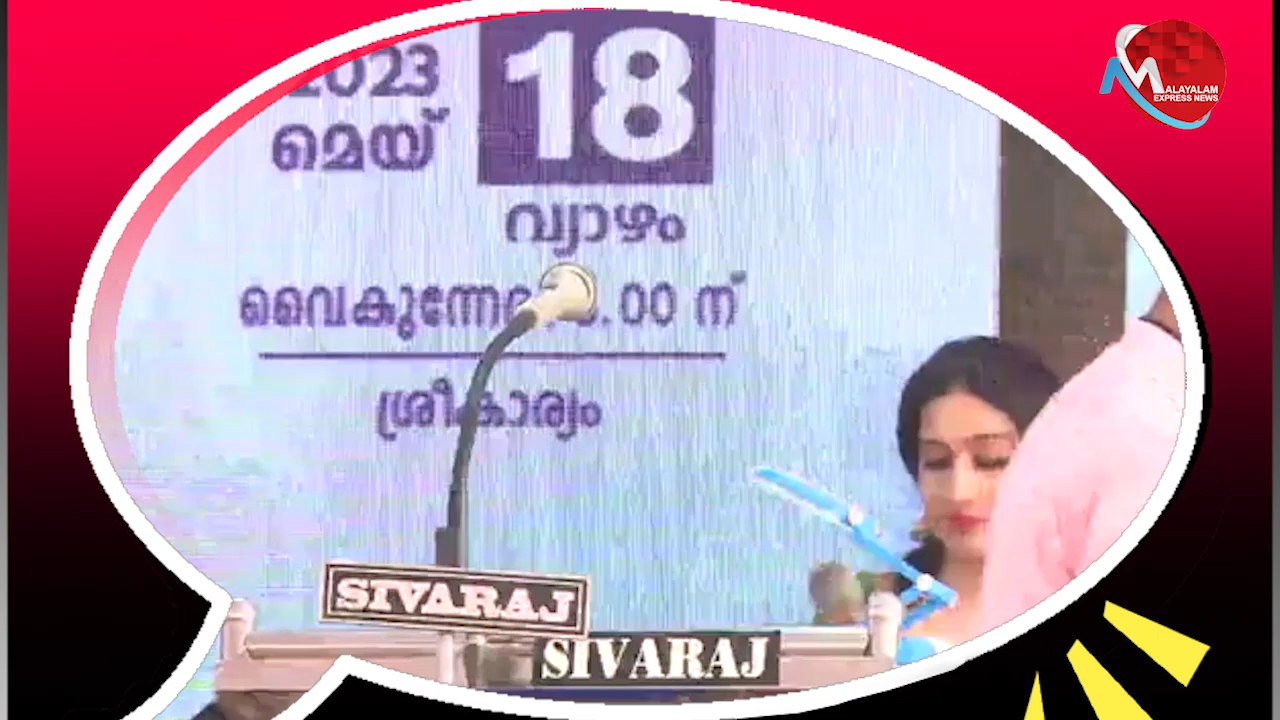 2023
മെയ്
18
വ്യാഴം
വൈകുന്നേരം .00 ന്
ശ്രീകാര്യം
SIVARAJ
SIVARAJ
MALAYALAM
EXPRESS NEWS